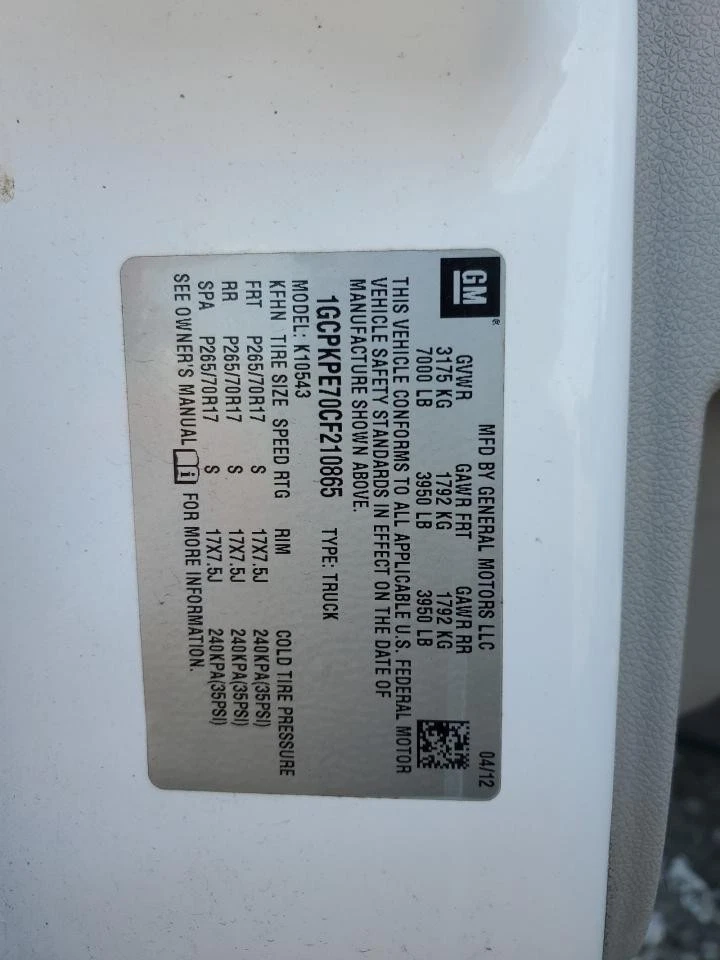 GM®
MFD BY GENERAL MOTORS LLC 04/12
GVWR GAWR FRT GAWR RR
3175 KG 1792 KG 1792 KG
7000 LB 3950 LB 3950 LB
THIS VEHICLE CONFORMS TO ALL APPLICABLE U.S. FEDERAL MOTOR
VEHICLE SAFETY STANDARDS IN EFFECT ON THE DATE OF
MANUFACTURE SHOWN ABOVE.
1GCPKPE70CF210865 TYPE: TRUCK
MODEL: K10543
KFHN TIRE SIZE SPEED RTG RIM COLD TIRE PRESSURE
FRT P265/70R17 S 17X7.5J 240KPA(35PSI)
RR P265/70R17 S 17X7.5J 240KPA(35PSI)
SPA P265/70R17 S 17X7.5J 240KPA(35PSI)
SEE OWNER'S MANUAL i FOR MORE INFORMATION.